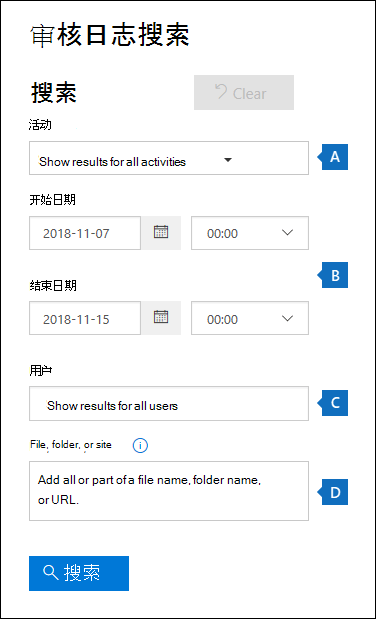 审核日志搜索
搜索 Clear
活动
Show results for all activities
A
开始日期
2018-11-07 00:00
B
结束日期
2018-11-15 00:00
用户
Show results for all users
C
File, folder, or site
Add all or part of a file name, folder name,
or URL.
D
搜索